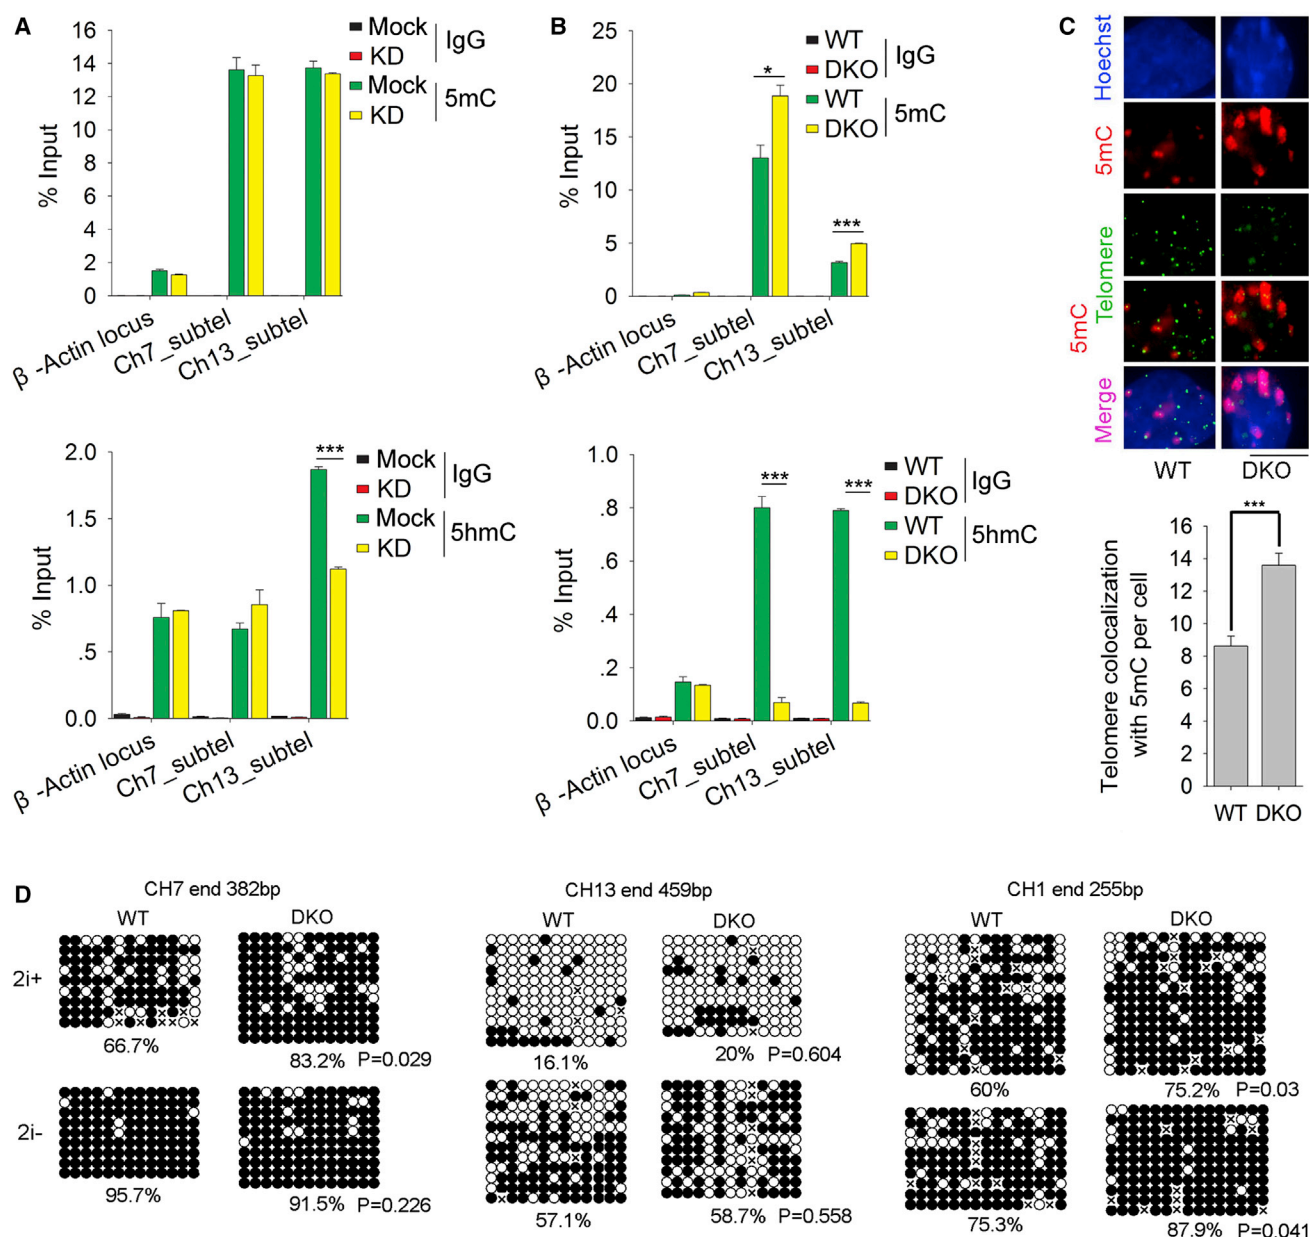 A
16
14
12
10
8
6
4
2
0
% Input
Mock
KD
IgG
Mock
KD
5mC
β -Actin locus
Ch7_subtel
Ch13_subtel
2.0
1.5
1.0
.5
0.0
% Input
***
Mock
KD
IgG
Mock
KD
5hmC
β -Actin locus
Ch7_subtel
Ch13_subtel
B
25
20
15
10
5
0
% Input
*
***
WT
DKO
IgG
WT
DKO
5mC
β -Actin locus
Ch7_subtel
Ch13_subtel
1.0
.8
.6
.4
.2
0.0
% Input
***
***
WT
DKO
IgG
WT
DKO
5hmC
β -Actin locus
Ch7_subtel
Ch13_subtel
C
Hoechst
5mC
Telomere
5mC
Merge
WT
DKO
16
14
12
10
8
6
4
2
0
Telomere colocalization
with 5mC per cell
***
WT DKO
D
CH7 end 382bp
WT
DKO
CH13 end 459bp
WT
DKO
CH1 end 255bp
WT
DKO
2i+
66.7%
83.2% P=0.029
16.1%
20% P=0.604
60%
75.2% P=0.03
2i-
95.7%
91.5% P=0.226
57.1%
58.7% P=0.558
75.3%
87.9% P=0.041